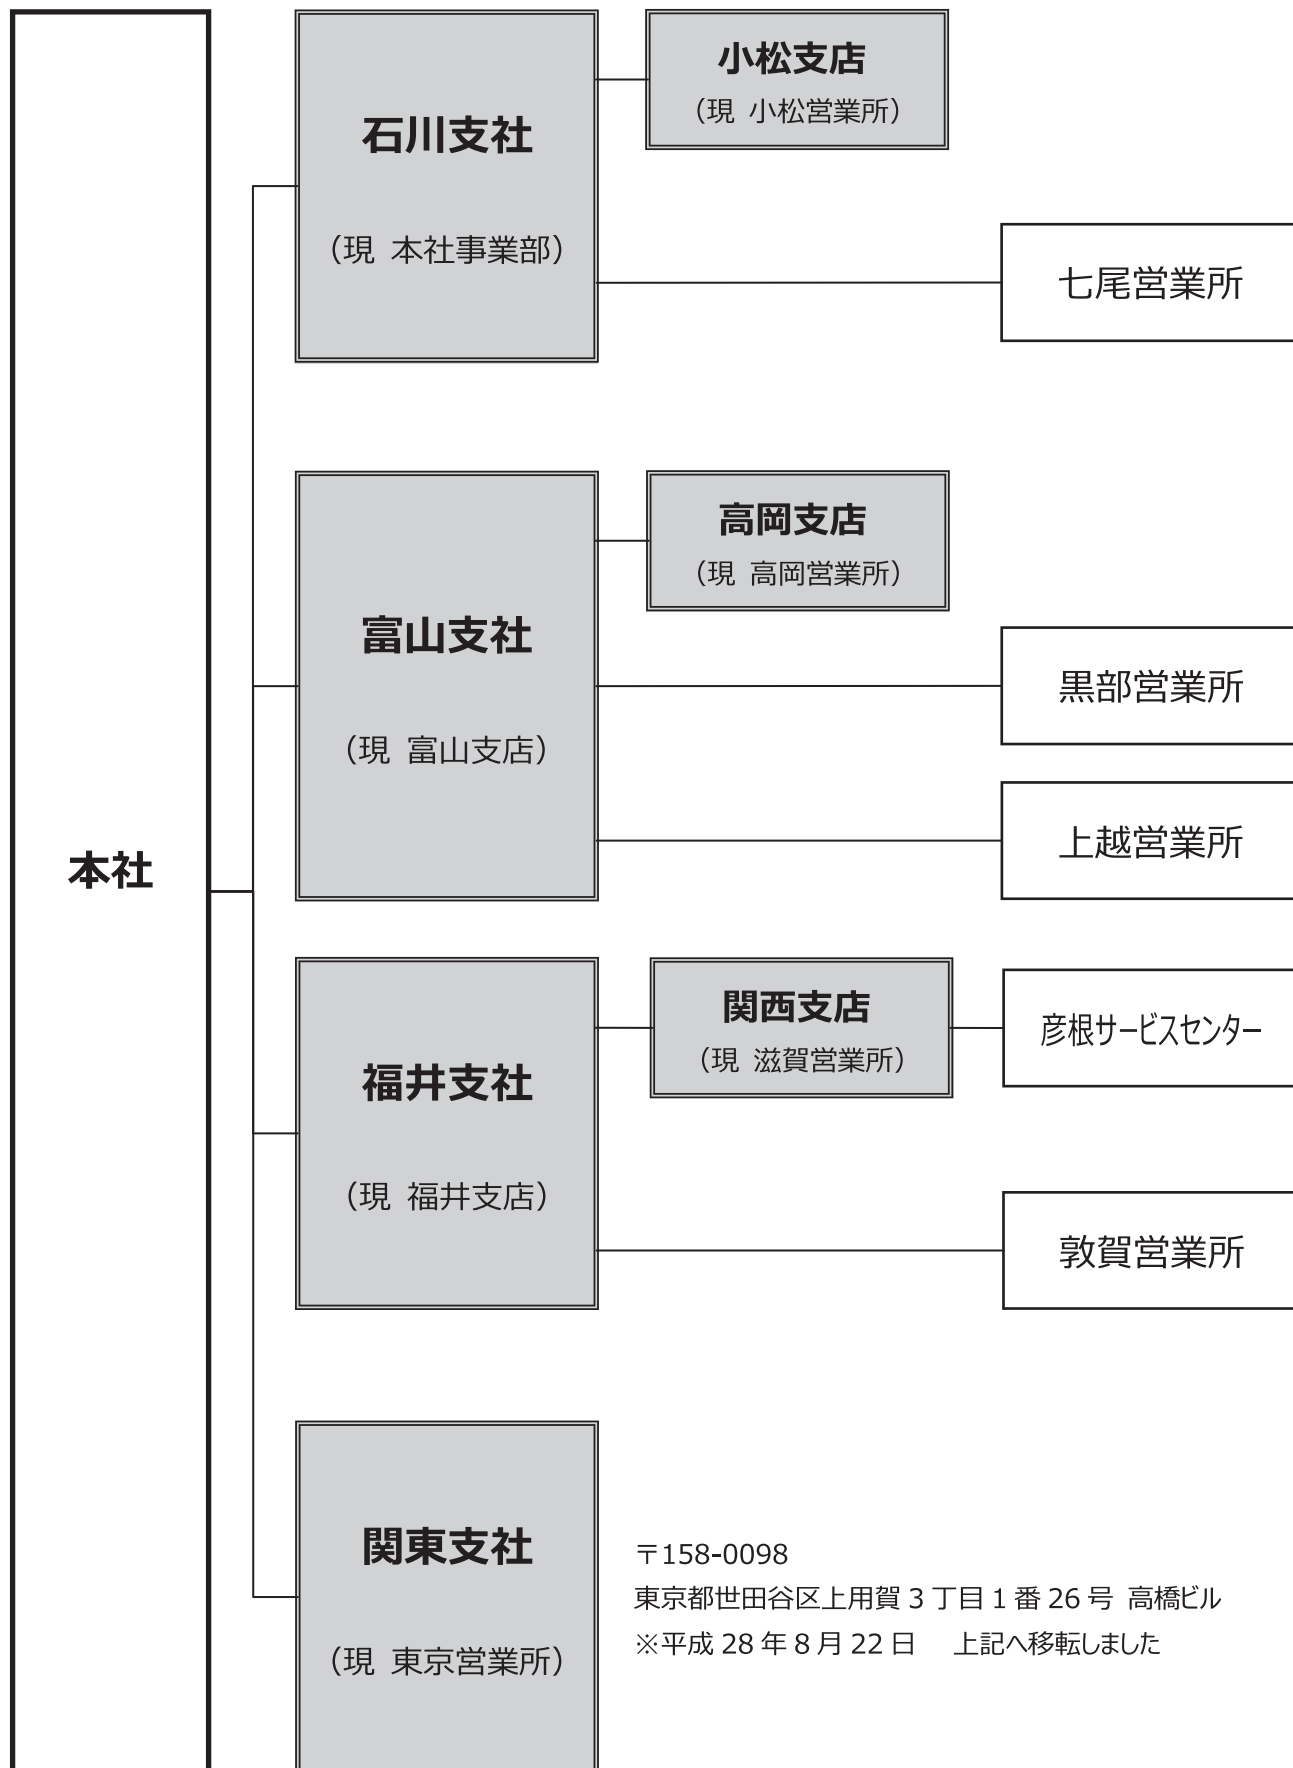 本社
石川支社
（現 本社事業部）
小松支店
（現 小松営業所）
七尾営業所
富山支社
（現 富山支店）
高岡支店
（現 高岡営業所）
黒部営業所
上越営業所
福井支社
（現 福井支店）
関西支店
（現 滋賀営業所）
彦根サービスセンター
敦賀営業所
関東支社
（現 東京営業所）
〒158-0098
東京都世田谷区上用賀 3 丁目 1 番 26 号 高橋ビル
※平成 28 年 8 月 22 日　上記へ移転しました